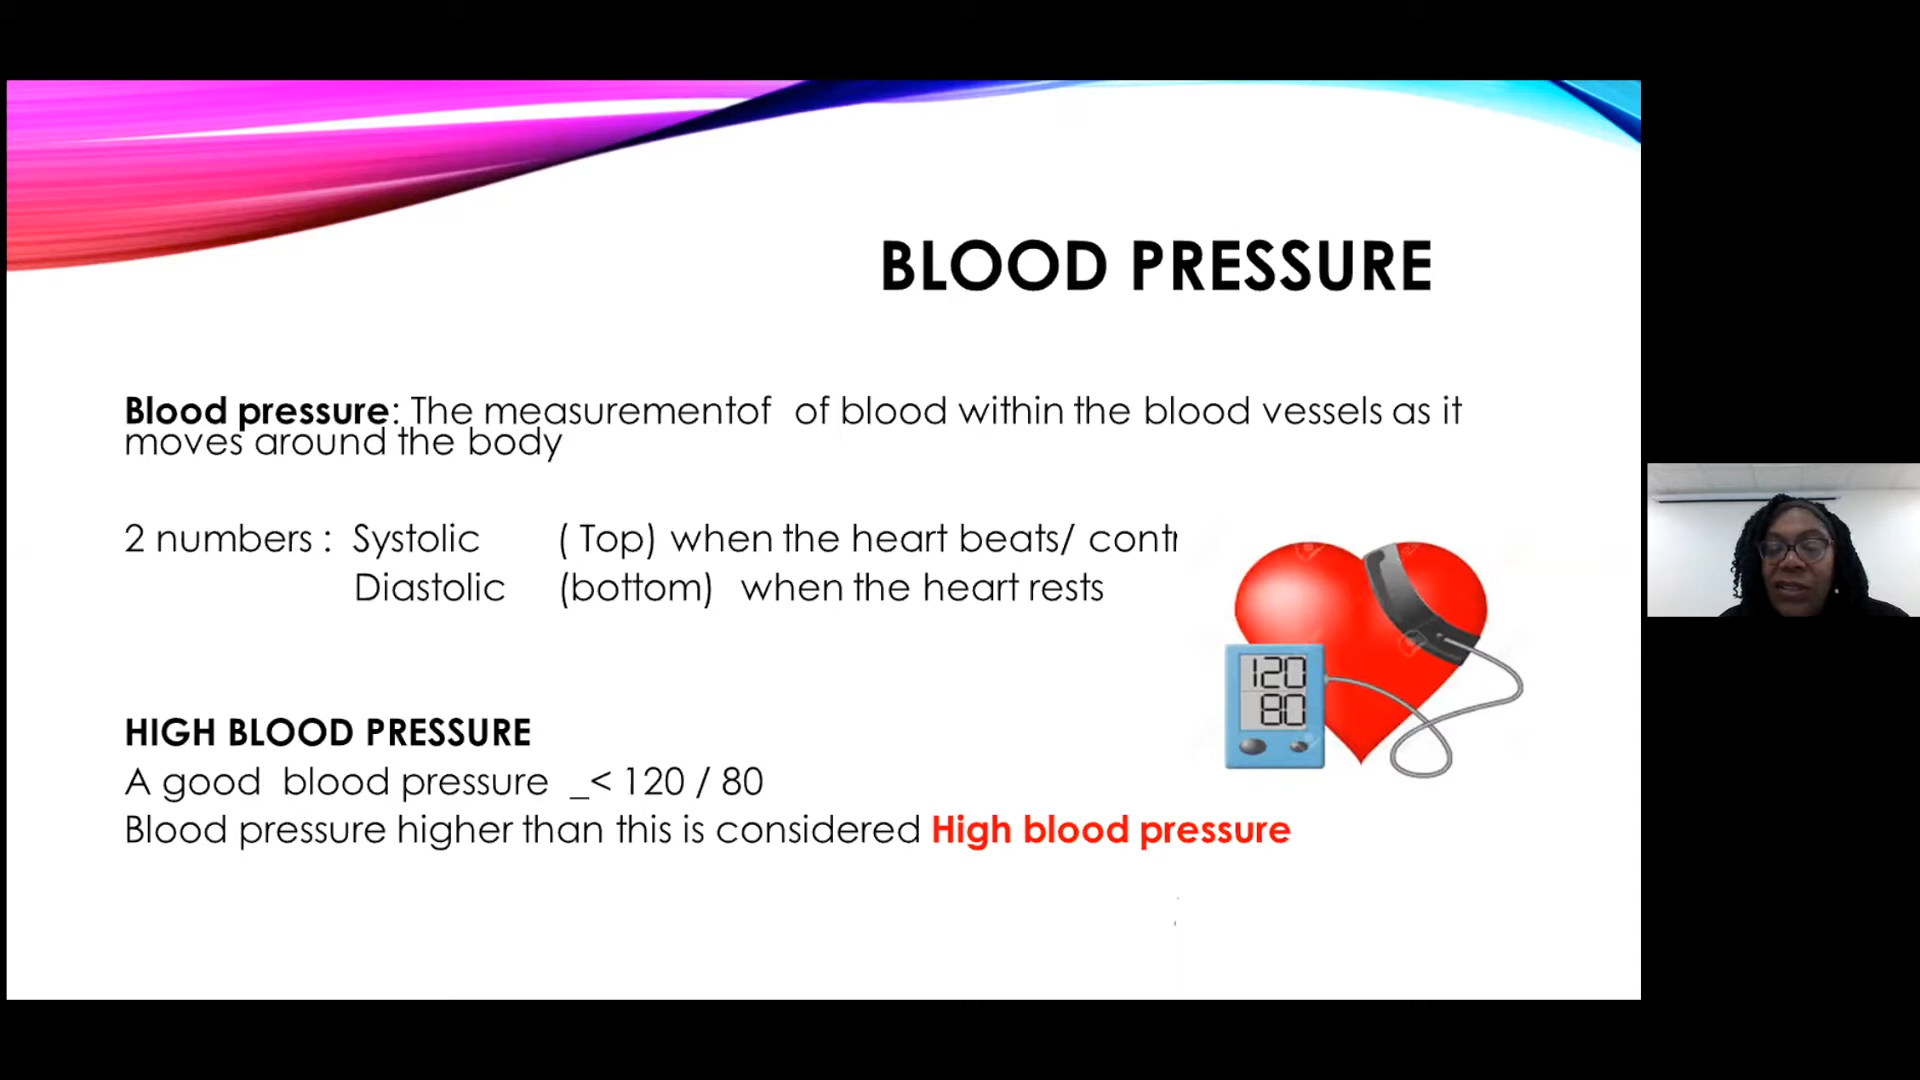 BLOOD PRESSURE
Blood pressure: The measurementof  of blood within the blood vessels as it
moves around the body
2 numbers :  Systolic  ( Top) when the heart beats/ contr
Diastolic  (bottom)  when the heart rests
120
80
HIGH BLOOD PRESSURE
A good  blood pressure  _< 120 / 80
Blood pressure higher than this is considered High blood pressure